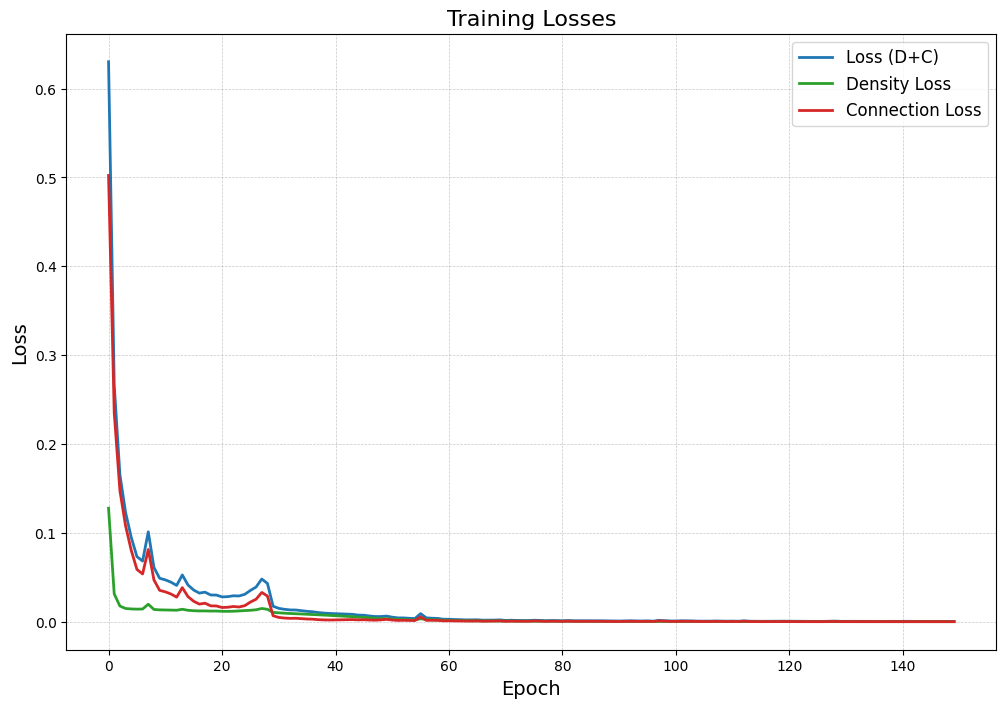 Training Losses
Loss (D+C)
Density Loss
Connection Loss
Loss
0.6
0.5
0.4
0.3
0.2
0.1
0.0
0 20 40 60 80 100 120 140
Epoch